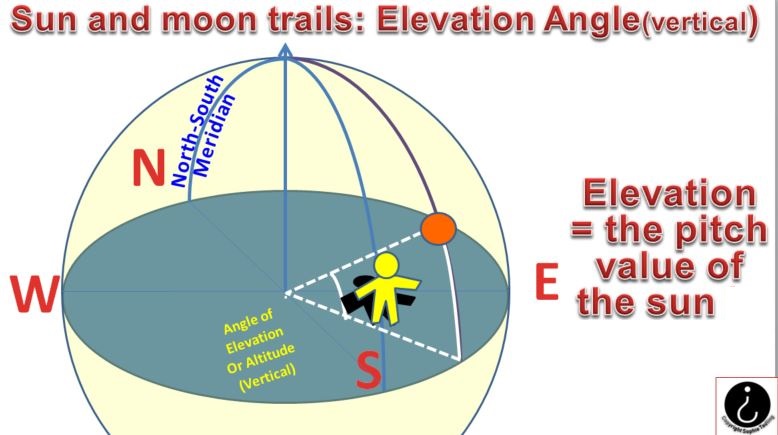 Sun and moon trails: Elevation Angle(vertical)
North-South
Meridian
N
W
E
S
Angle of
Elevation
Or Altitude
(Vertical)
Elevation
= the pitch
value of
the sun
Copyright Sophia Tauling